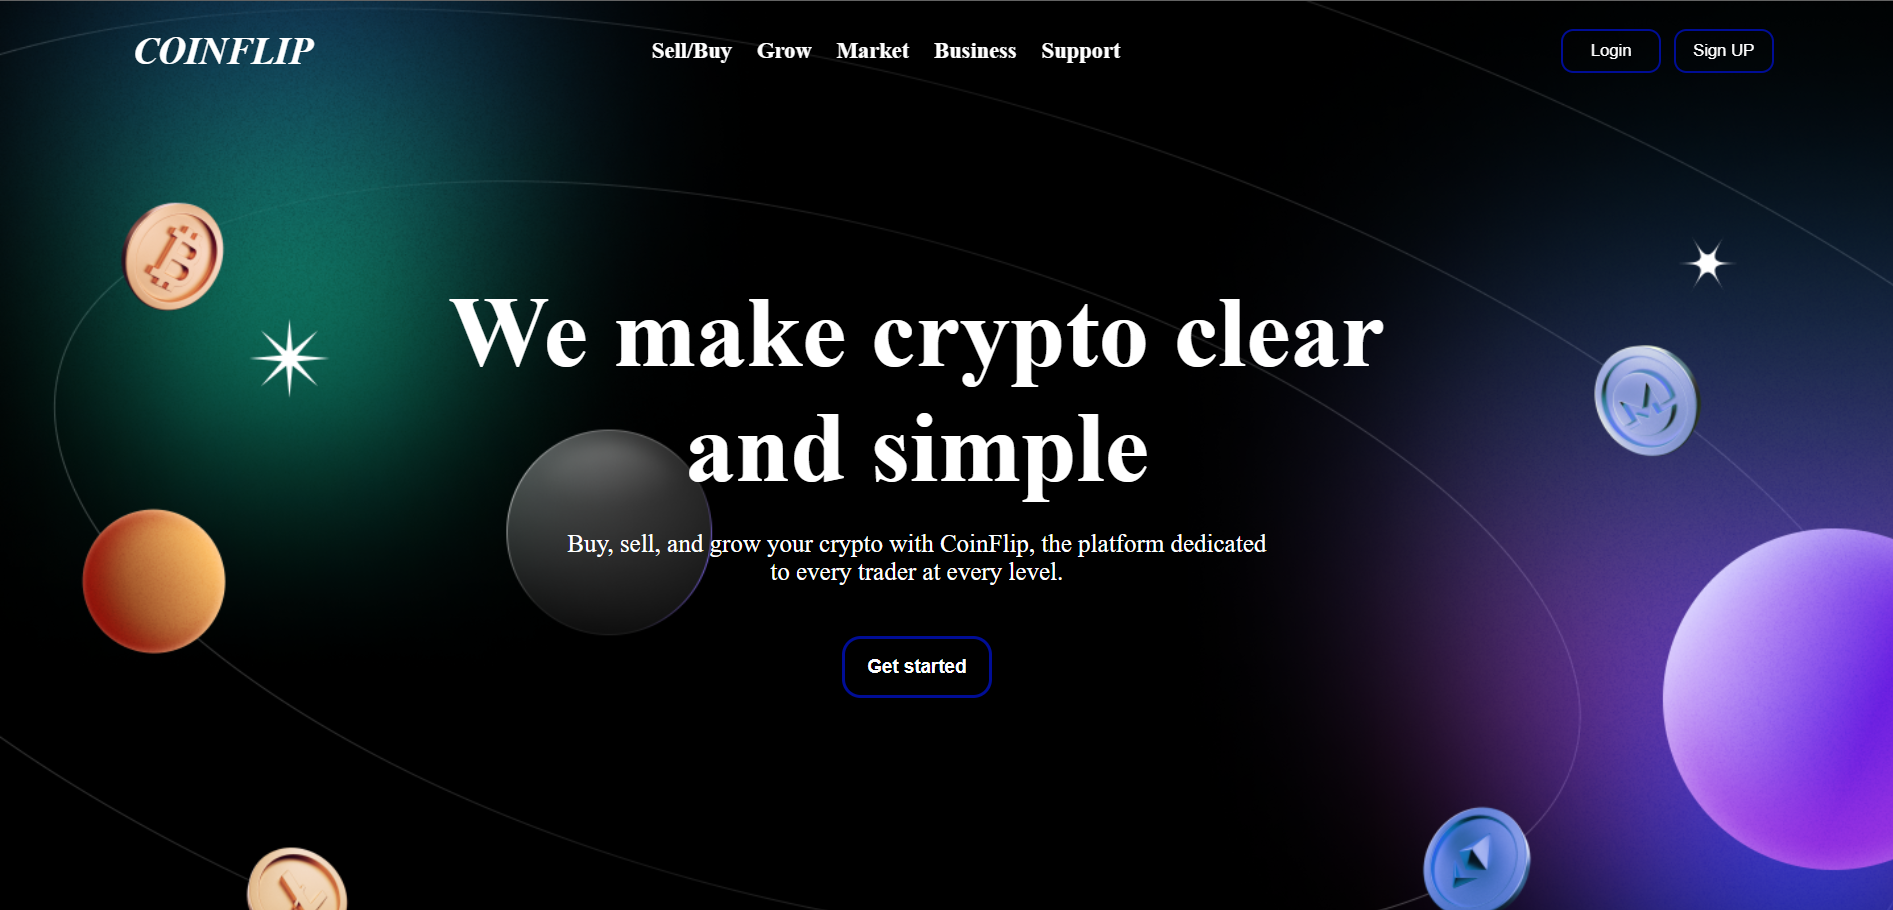 COINFLIP
Sell/Buy Grow Market Business Support
Login Sign UP
We make crypto clear
and simple
Buy, sell, and grow your crypto with CoinFlip, the platform dedicated
to every trader at every level.
Get started